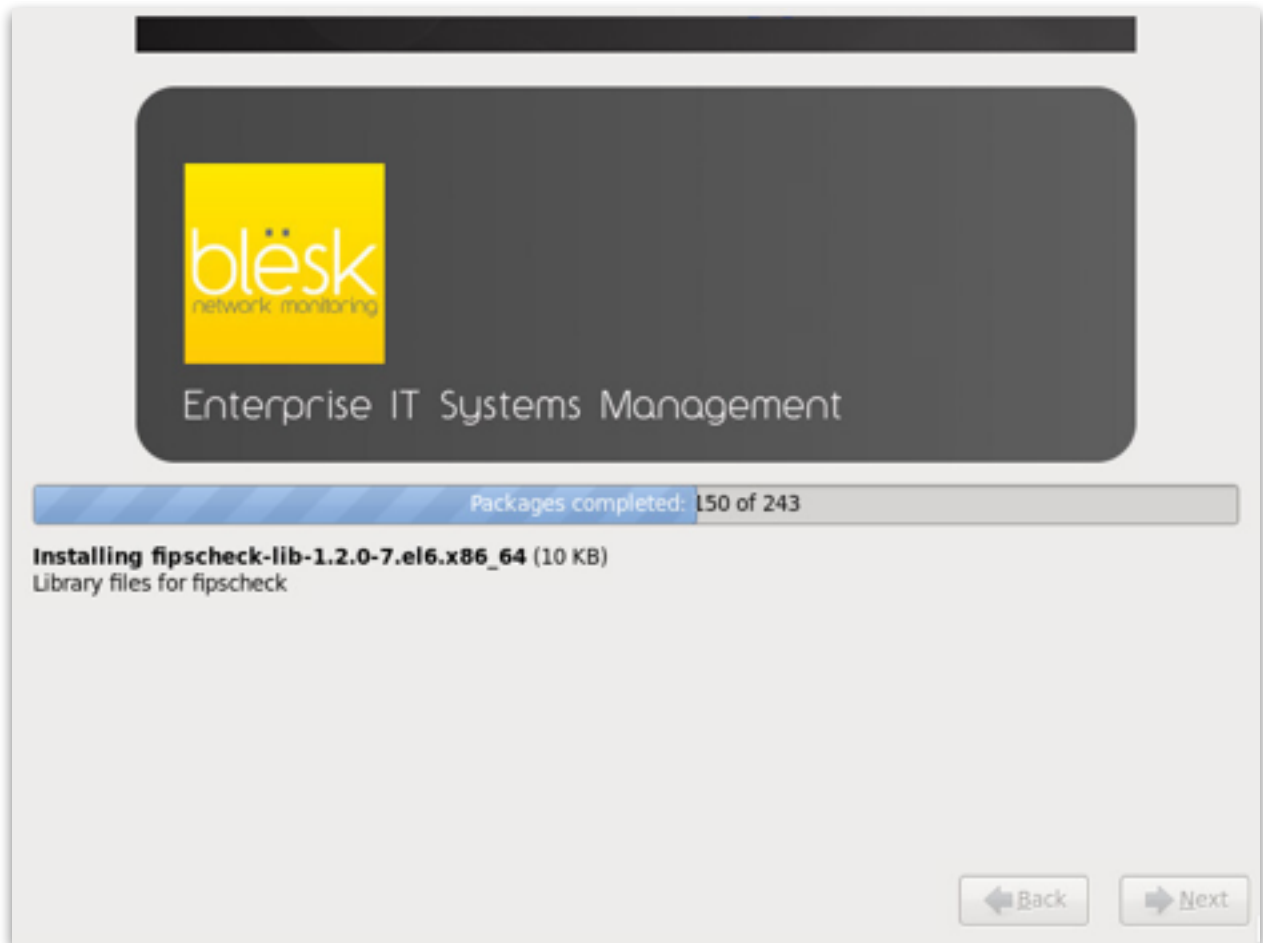 blësk
network monitoring
Enterprise IT Systems Management
Packages completed: 150 of 243
Installing fipscheck-lib-1.2.0-7.el6.x86_64 (10 KB)
Library files for fipscheck
Back Next